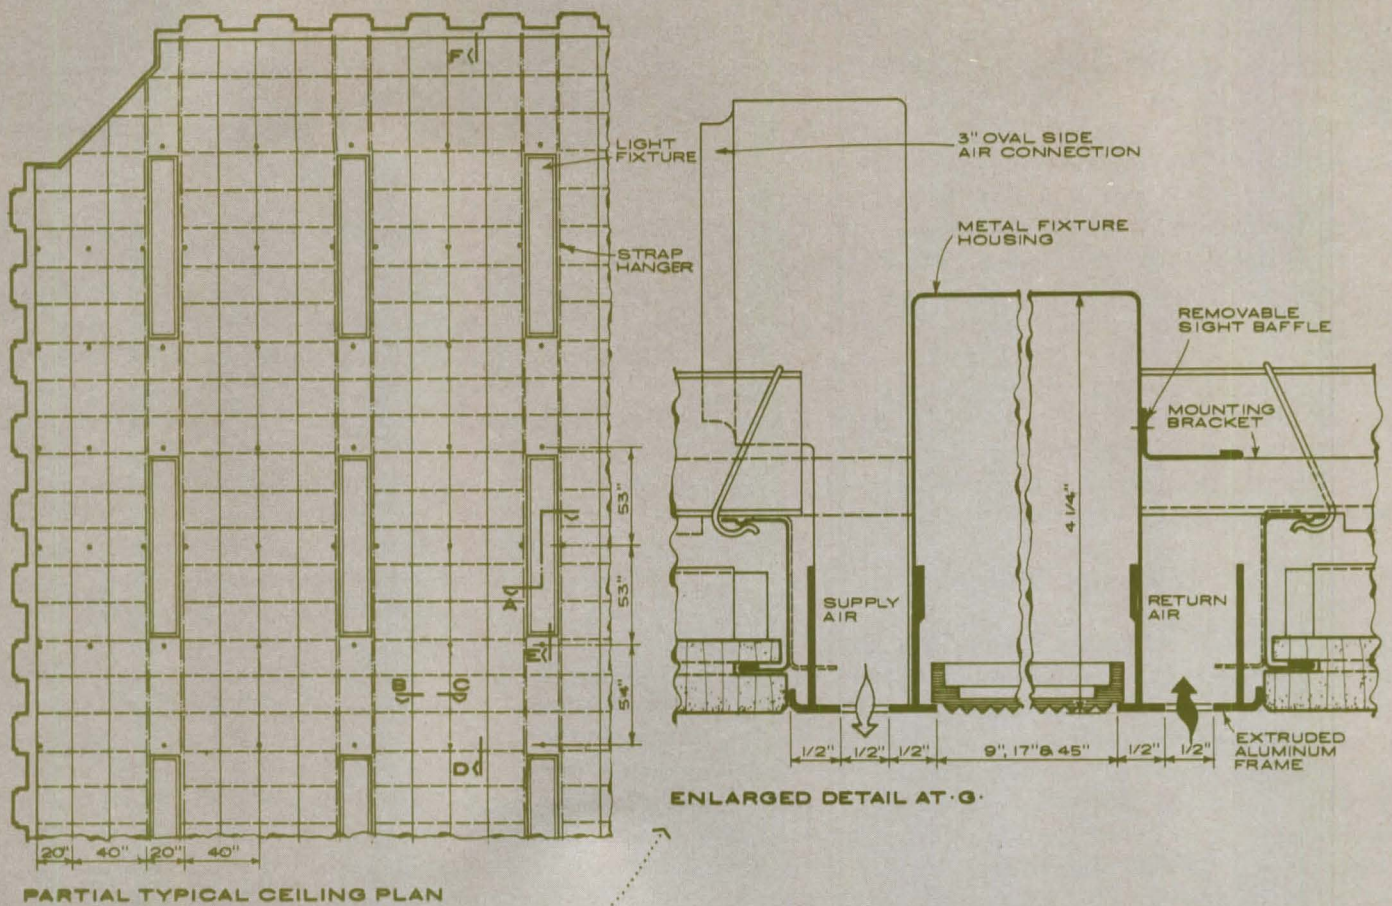 F
LIGHT
FIXTURE
STRAP
HANGER
53"
53"
54"
A
E
B
C
D
20"
40"
20"
40"
PARTIAL TYPICAL CEILING PLAN
3" OVAL SIDE
AIR CONNECTION
METAL FIXTURE
HOUSING
REMOVABLE
SIGHT BAFFLE
MOUNTING
BRACKET
4 1/4"
SUPPLY
AIR
RETURN
AIR
1/2"
1/2"
1/2"
9", 17" & 45"
1/2"
1/2"
EXTRUDED
ALUMINUM
FRAME
ENLARGED DETAIL AT ·G·